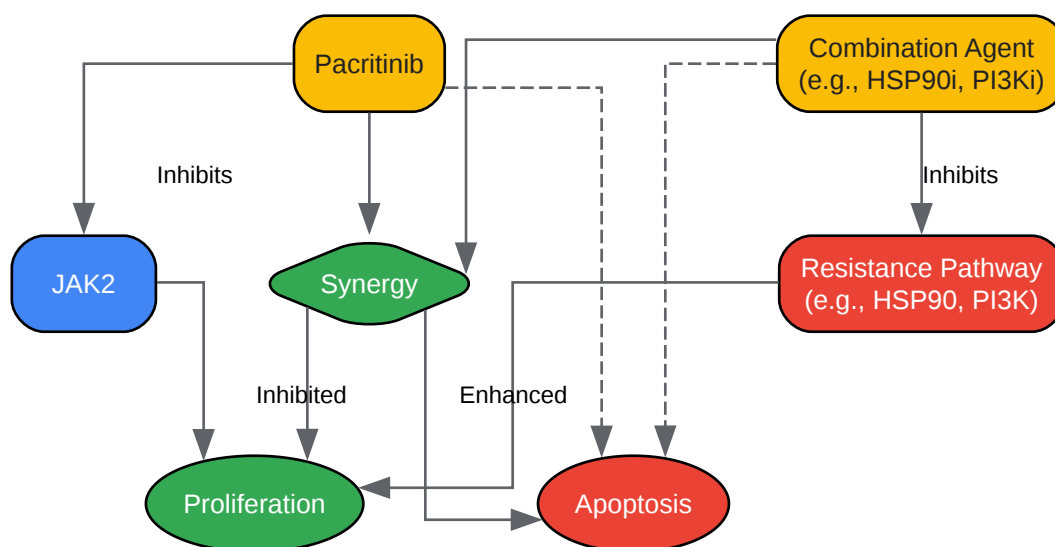 Pacritinib
Combination Agent
(e.g., HSP90i, PI3Ki)
Inhibits
Inhibits
JAK2
Synergy
Resistance Pathway
(e.g., HSP90, PI3K)
Inhibited
Enhanced
Proliferation
Apoptosis